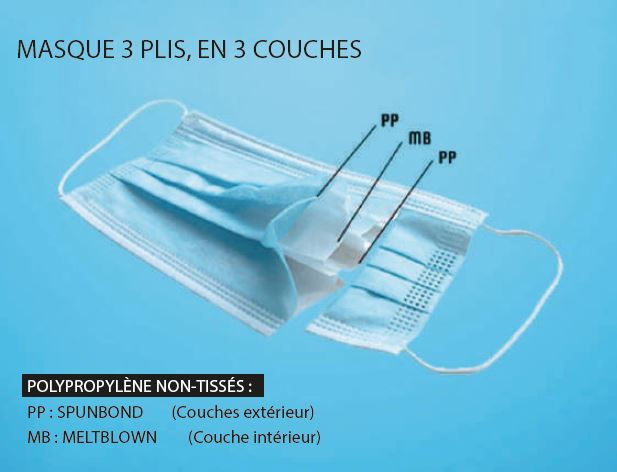 MASQUE 3 PLIS, EN 3 COUCHES
PP
MB
PP
POLYPROPYLÈNE NON-TISSÉS :
PP : SPUNBOND (Couches extérieur)
MB : MELTBLOWN (Couche intérieur)